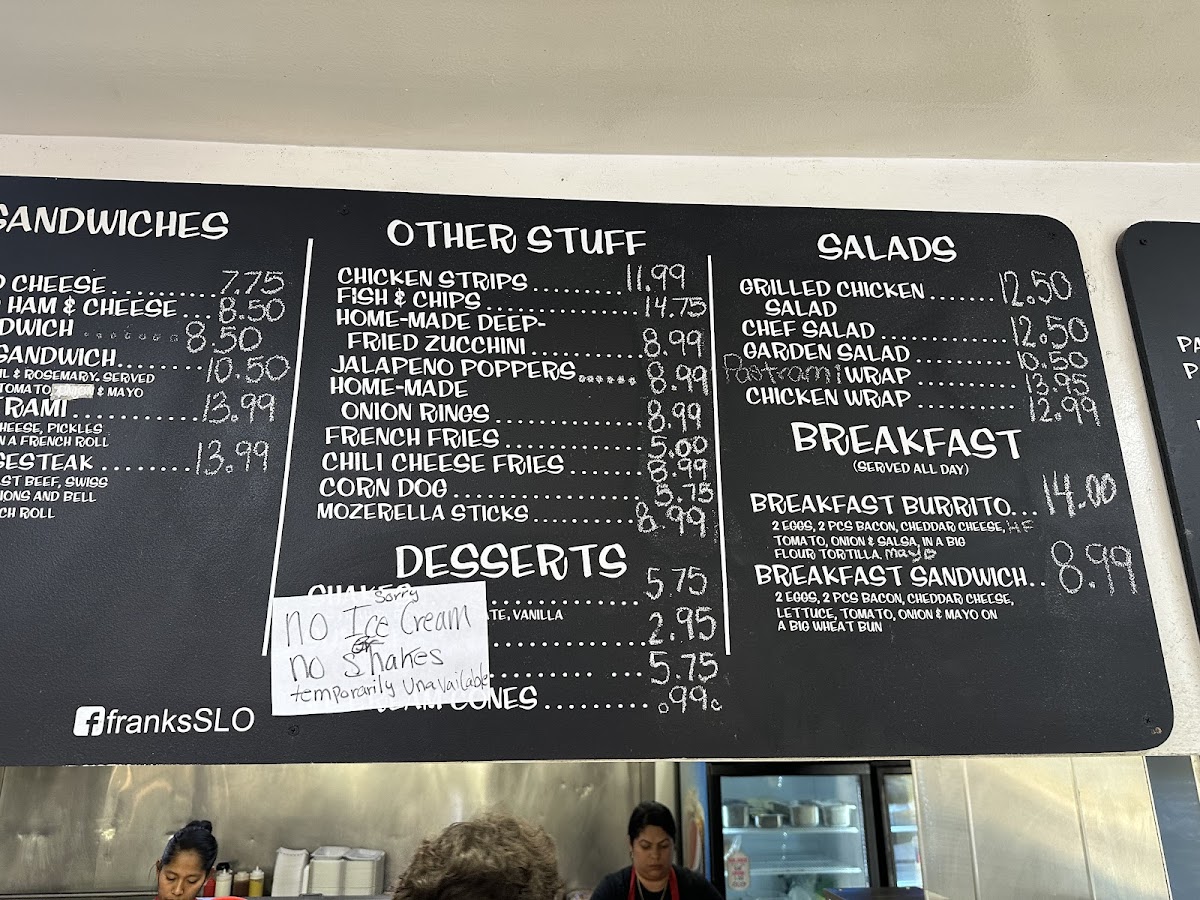 SANDWICHES
CHEESE........7.75
HAM & CHEESE...8.50
........8.50
SANDWICH......10.50
& ROSEMARY. SERVED
TOMATO & MAYO
..............13.99
CHEESE, PICKLES
A FRENCH ROLL
........13.99
BEEF, SWISS
AND BELL
ROLL
OTHER STUFF
CHICKEN STRIPS........11.99
FISH & CHIPS..............14.75
HOME-MADE DEEP-
FRIED ZUCCHINI..........8.99
JALAPENO POPPERS......8.99
HOME-MADE
ONION RINGS..............8.99
FRENCH FRIES............5.00
CHILI CHEESE FRIES......8.99
CORN DOG..................5.75
MOZERELLA STICKS........8.99
DESSERTS
..............5.75
VANILLA
..............2.95
..............5.75
CONES........ .99¢
Sorry
no Ice Cream
or
no Shakes
temporarily Unavailable
franksSLO
SALADS
GRILLED CHICKEN......12.50
SALAD
CHEF SALAD............12.50
GARDEN SALAD........10.50
Pastrami WRAP........13.95
CHICKEN WRAP........12.99
BREAKFAST
(SERVED ALL DAY)
BREAKFAST BURRITO...14.00
2 EGGS, 2 PCS BACON, CHEDDAR CHEESE, HF
TOMATO, ONION & SALSA, IN A BIG
FLOUR TORTILLA. mayo
BREAKFAST SANDWICH..8.99
2 EGGS, 2 PCS BACON, CHEDDAR CHEESE,
LETTUCE, TOMATO, ONION & MAYO ON
A BIG WHEAT BUN